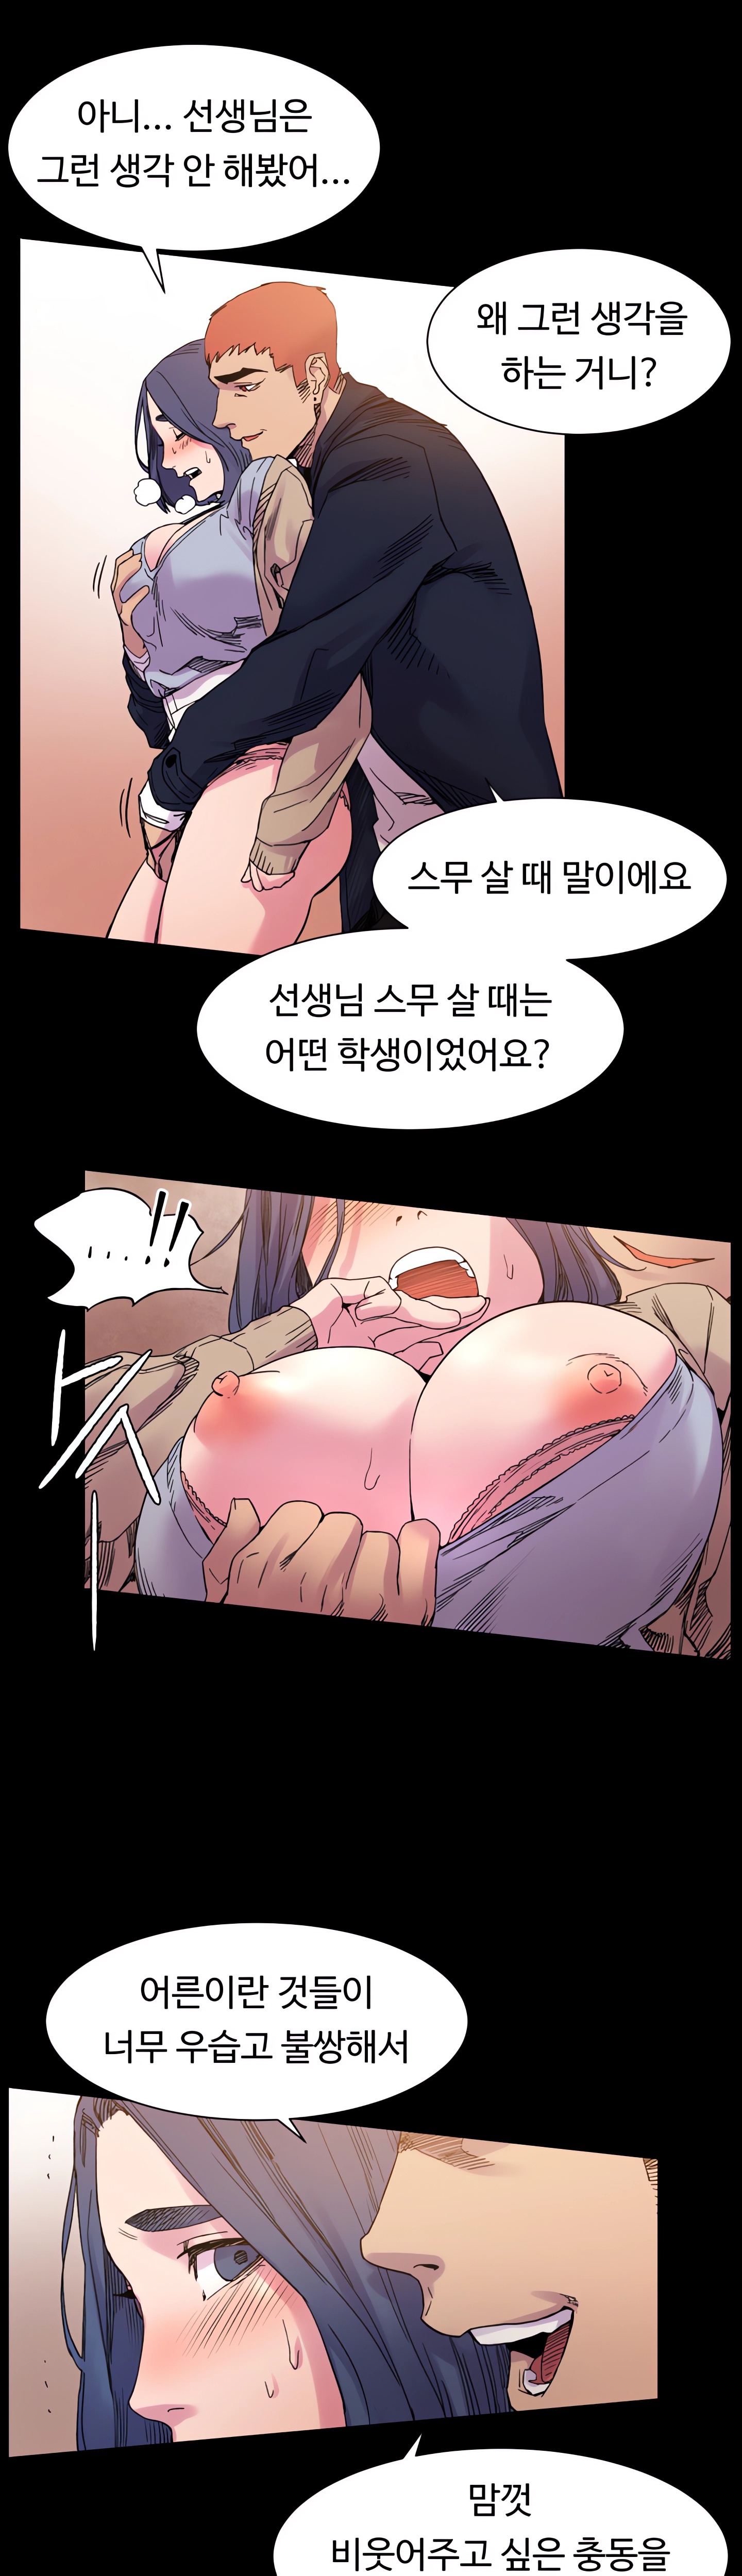 아니... 선생님은
그런 생각 안 해봤어...
왜 그런 생각을
하는 거니?
스무 살 때 말이에요
선생님 스무 살 때는
어떤 학생이었어요?
....!!
어른이란 것들이
너무 우습고 불쌍해서
맘껏
비웃어주고 싶은 충동을